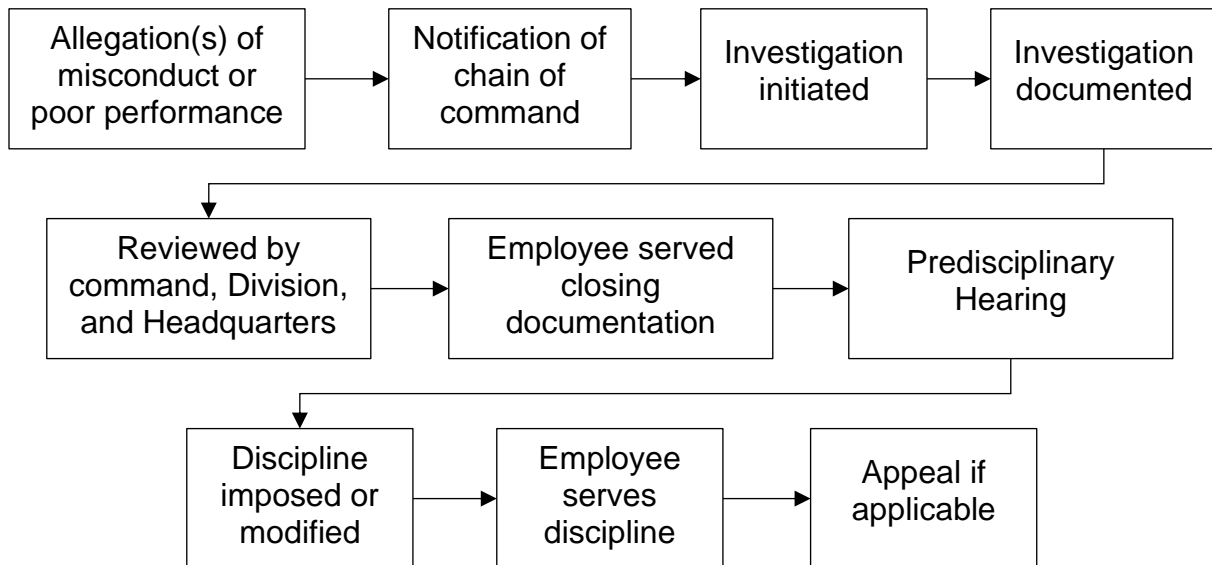 Allegation(s) of
misconduct or
poor performance
Notification of
chain of
command
Investigation
initiated
Investigation
documented
Reviewed by
command, Division,
and Headquarters
Employee served
closing
documentation
Predisciplinary
Hearing
Discipline
imposed or
modified
Employee
serves
discipline
Appeal if
applicable